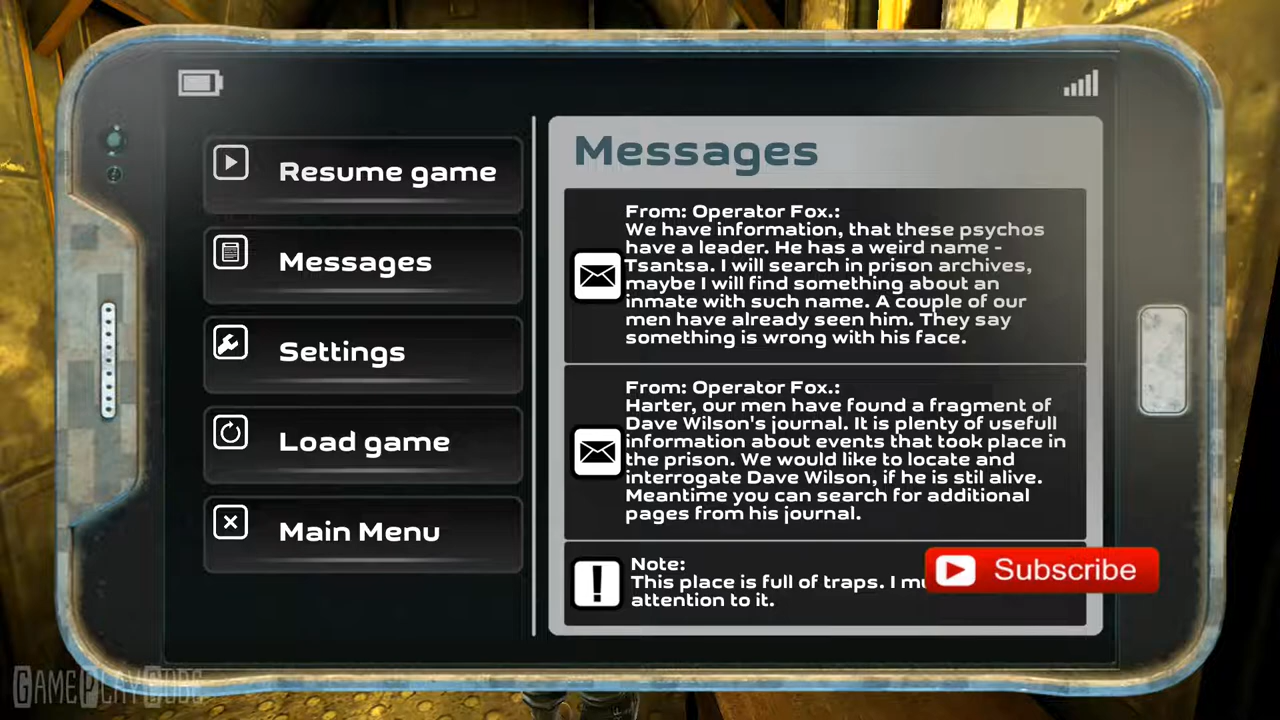 Resume game
Messages
Settings
Load game
Main Menu
Messages
From: Operator Fox.:
We have information, that these psychos
have a leader. He has a weird name -
Tsantsa. I will search in prison archives,
maybe I will find something about an
inmate with such name. A couple of our
men have already seen him. They say
something is wrong with his face.
From: Operator Fox.:
Harter, our men have found a fragment of
Dave Wilson's journal. It is plenty of usefull
information about events that took place in
the prison. We would like to locate and
interrogate Dave Wilson, if he is stil alive.
Meantime you can search for additional
pages from his journal.
Note:
This place is full of traps. I
attention to it.
Subscribe
GamePlayCube